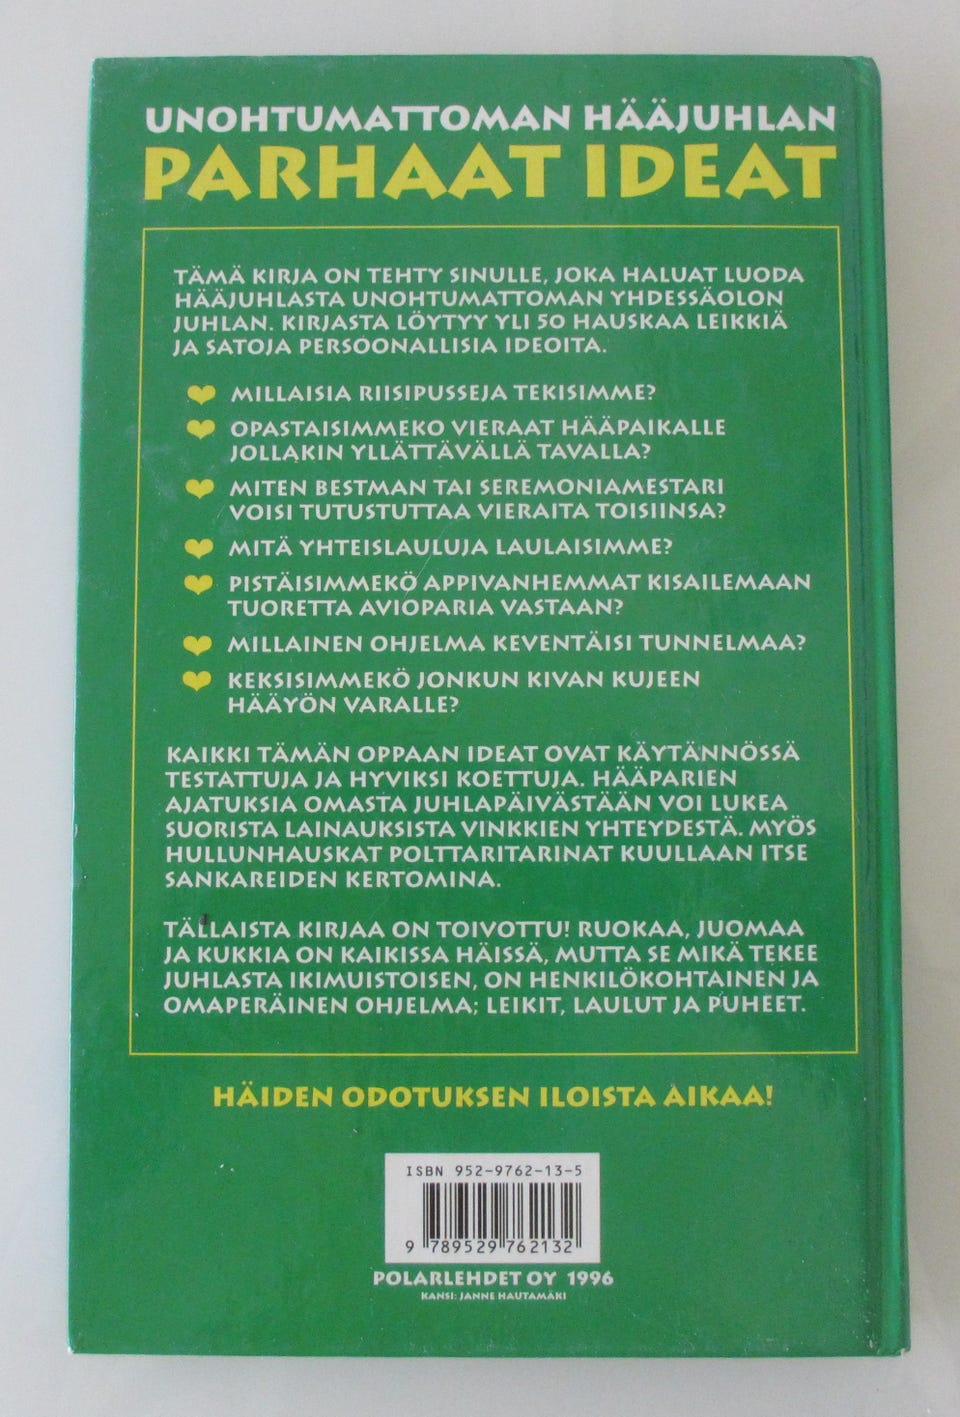 UNOHTUMATTOMAN HÄÄJUHLAN
PARHAAT IDEAT
TÄMÄ KIRJA ON TEHTY SINULLE, JOKA HALUAT LUODA
HÄÄJUHLASTA UNOHTUMATTOMAN YHDESSÄOLON
JUHLAN. KIRJASTA LÖYTYY YLI 50 HAUSKAA LEIKKIÄ
JA SATOJA PERSOONALLISIA IDEOITA.
MILLAISIA RIISIPUSSEJA TEKISIMME?
OPASTAISIMMEKO VIERAAT HÄÄPAIKALLE
JOLLAKIN YLLÄTTÄVÄLLÄ TAVALLA?
MITEN BESTMAN TAI SEREMONIAMESTARI
VOISI TUTUSTUTTAA VIERAITA TOISIINSA?
MITÄ YHTEISLAULUJA LAULAISIMME?
PISTÄISIMMEKÖ APPIVANHEMMAT KISAILEMAAN
TUORETTA AVIOPARIA VASTAAN?
MILLAINEN OHJELMA KEVENTÄISI TUNNELMAA?
KEKSISIMMEKÖ JONKUN KIVAN KUJEEN
HÄÄYÖN VARALLE?
KAIKKI TÄMÄN OPPAAN IDEAT OVAT KÄYTÄNNÖSSÄ
TESTATTUJA JA HYVIKSI KOETTUJA. HÄÄPARIEN
AJATUKSIA OMASTA JUHLAPÄIVÄSTÄÄN VOI LUKEA
SUORISTA LAINAUKSISTA VINKKIEN YHTEYDESTÄ. MYÖS
HULLUNHAUSKAT POLTTARITARINAT KUULLAAN ITSE
SANKAREIDEN KERTOMINA.
TÄLLAISTA KIRJAA ON TOIVOTTU! RUOKAA, JUOMAA
JA KUKKIA ON KAIKISSA HÄISSÄ, MUTTA SE MIKÄ TEKEE
JUHLASTA IKIMUISTOISEN, ON HENKILÖKOHTAINEN JA
OMAPERÄINEN OHJELMA; LEIKIT, LAULUT JA PUHEET.
HÄIDEN ODOTUKSEN ILOISTA AIKAA!
ISBN 952-9762-13-5
9 789529 762132
POLARLEHDET OY 1996
KANSI: JANNE HAUTAMÄKI